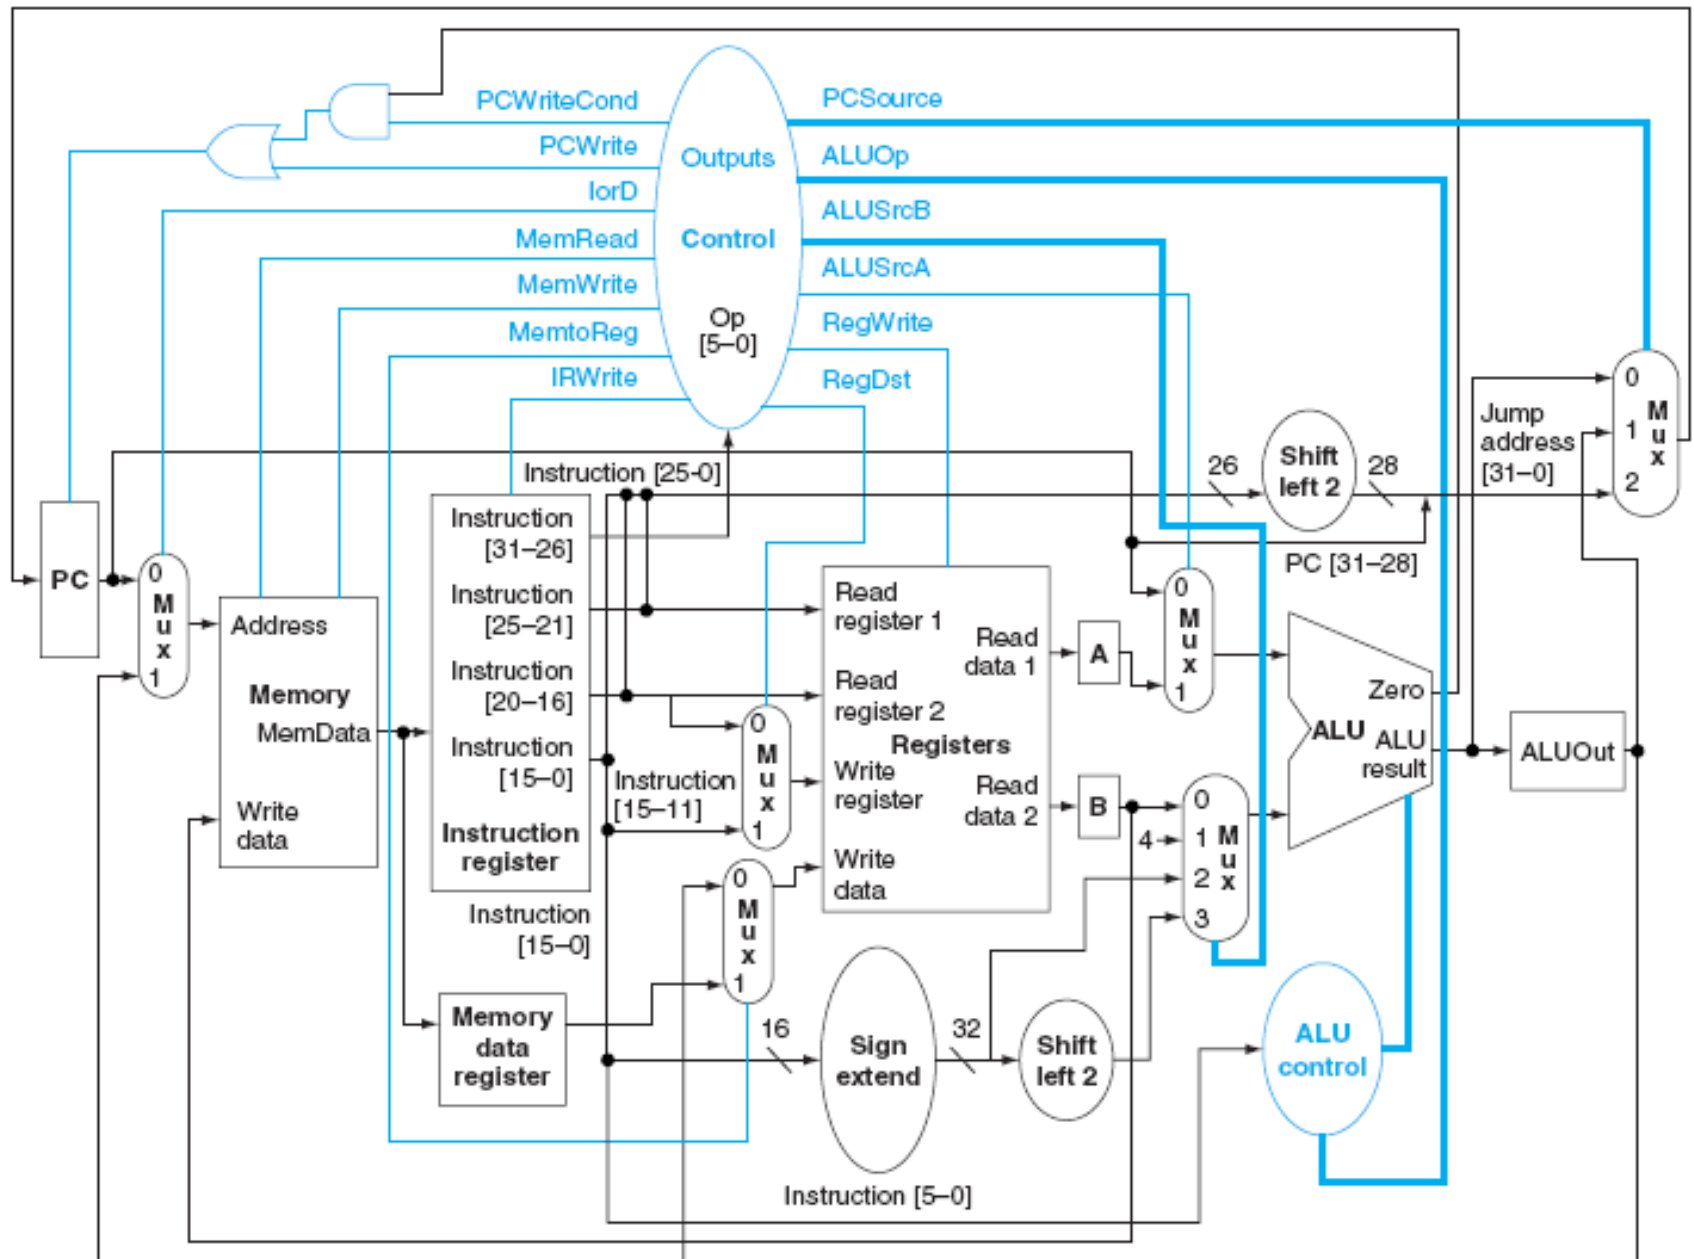 PCWriteCond
PCWrite
IorD
MemRead
MemWrite
MemtoReg
IRWrite
Outputs
Control
Op
[5–0]
PCSource
ALUOp
ALUSrcB
ALUSrcA
RegWrite
RegDst
Instruction [25-0]
26
Shift
left 2
28
Jump
address
[31–0]
0
1
2
M
u
x
PC [31–28]
PC
0
M
u
x
1
Address
Memory
MemData
Write
data
Instruction
[31–26]
Instruction
[25–21]
Instruction
[20–16]
Instruction
[15–0]
Instruction
register
Instruction
[15–0]
Instruction
[15–11]
0
M
u
x
1
0
M
u
x
1
Memory
data
register
Read
register 1
Read
register 2
Registers
Write
register
Write
data
Read
data 1
Read
data 2
A
B
0
M
u
x
1
4
0
1
2
3
M
u
x
Zero
ALU
ALU
result
ALUOut
16
Sign
extend
32
Shift
left 2
ALU
control
Instruction [5–0]